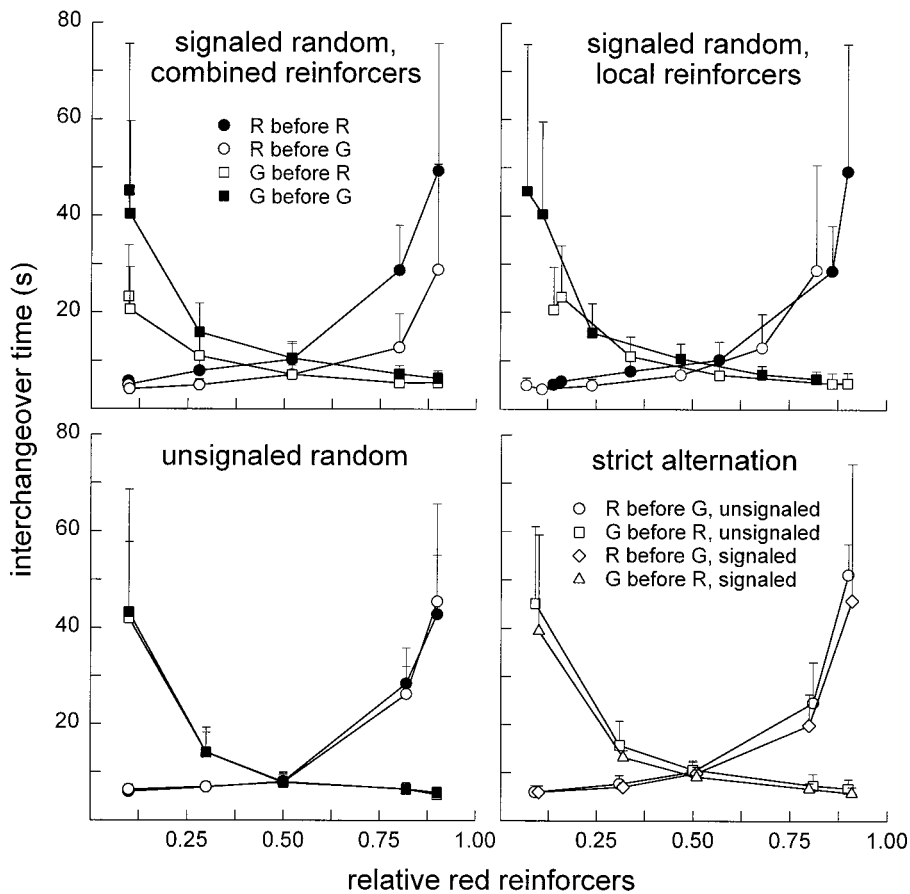 80
signaled random,
combined reinforcers
signaled random,
local reinforcers
60
R before R
R before G
G before R
G before G
40
20
interchangeover time (s)
80
unsignaled random
strict alternation
60
R before G, unsignaled
G before R, unsignaled
R before G, signaled
G before R, signaled
40
20
0.25 0.50 0.75 1.00 0.25 0.50 0.75 1.00
relative red reinforcers